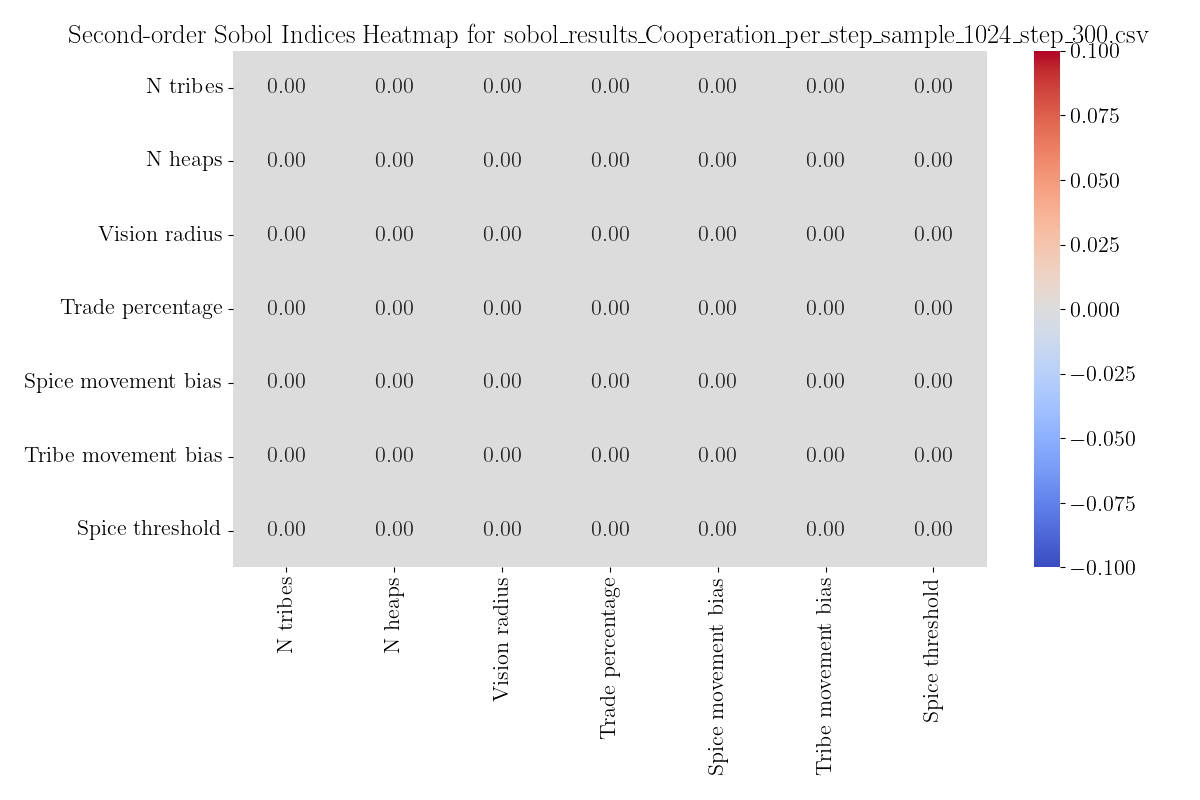 Second-order Sobol Indices Heatmap for sobol_results_Cooperation_per_step_sample_1024_step_300.csv
N tribes 0.00 0.00 0.00 0.00 0.00 0.00 0.00
N heaps 0.00 0.00 0.00 0.00 0.00 0.00 0.00
Vision radius 0.00 0.00 0.00 0.00 0.00 0.00 0.00
Trade percentage 0.00 0.00 0.00 0.00 0.00 0.00 0.00
Spice movement bias 0.00 0.00 0.00 0.00 0.00 0.00 0.00
Tribe movement bias 0.00 0.00 0.00 0.00 0.00 0.00 0.00
Spice threshold 0.00 0.00 0.00 0.00 0.00 0.00 0.00
N tribes
N heaps
Vision radius
Trade percentage
Spice movement bias
Tribe movement bias
Spice threshold
0.100
0.075
0.050
0.025
0.000
−0.025
−0.050
−0.075
−0.100